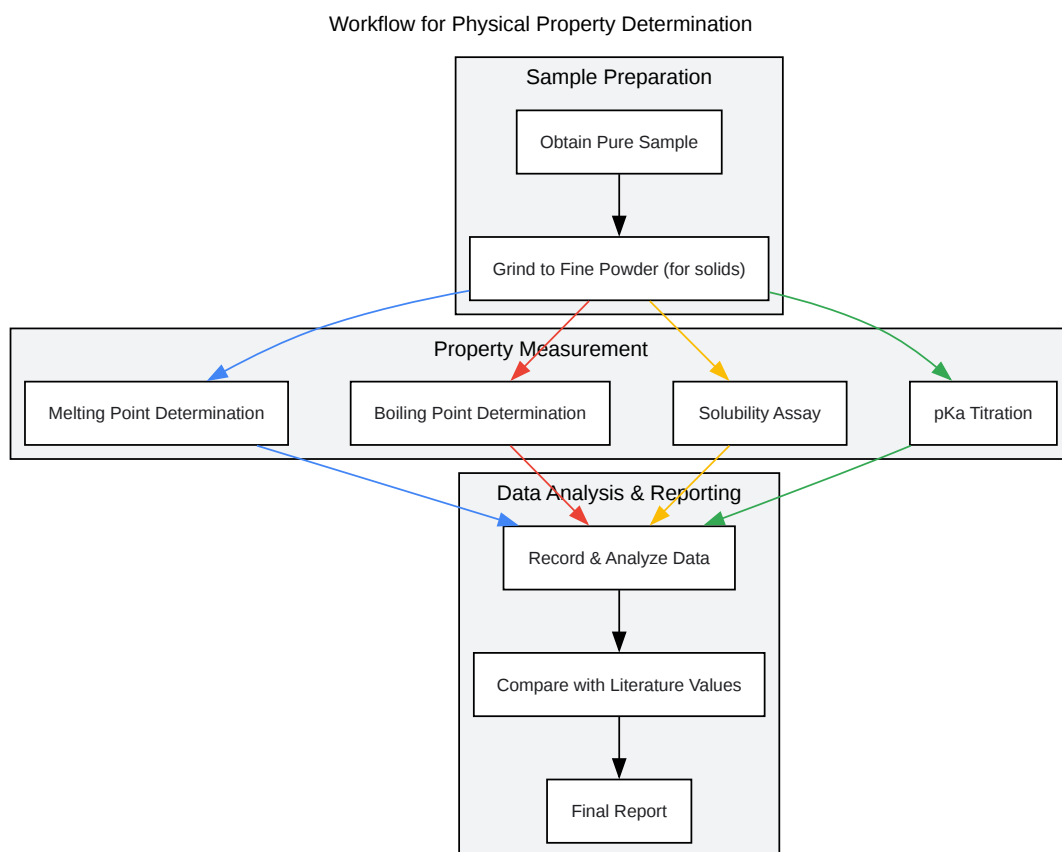 Workflow for Physical Property Determination
Sample Preparation
Obtain Pure Sample
Grind to Fine Powder (for solids)
Property Measurement
Melting Point Determination
Boiling Point Determination
Solubility Assay
pKa Titration
Data Analysis & Reporting
Record & Analyze Data
Compare with Literature Values
Final Report